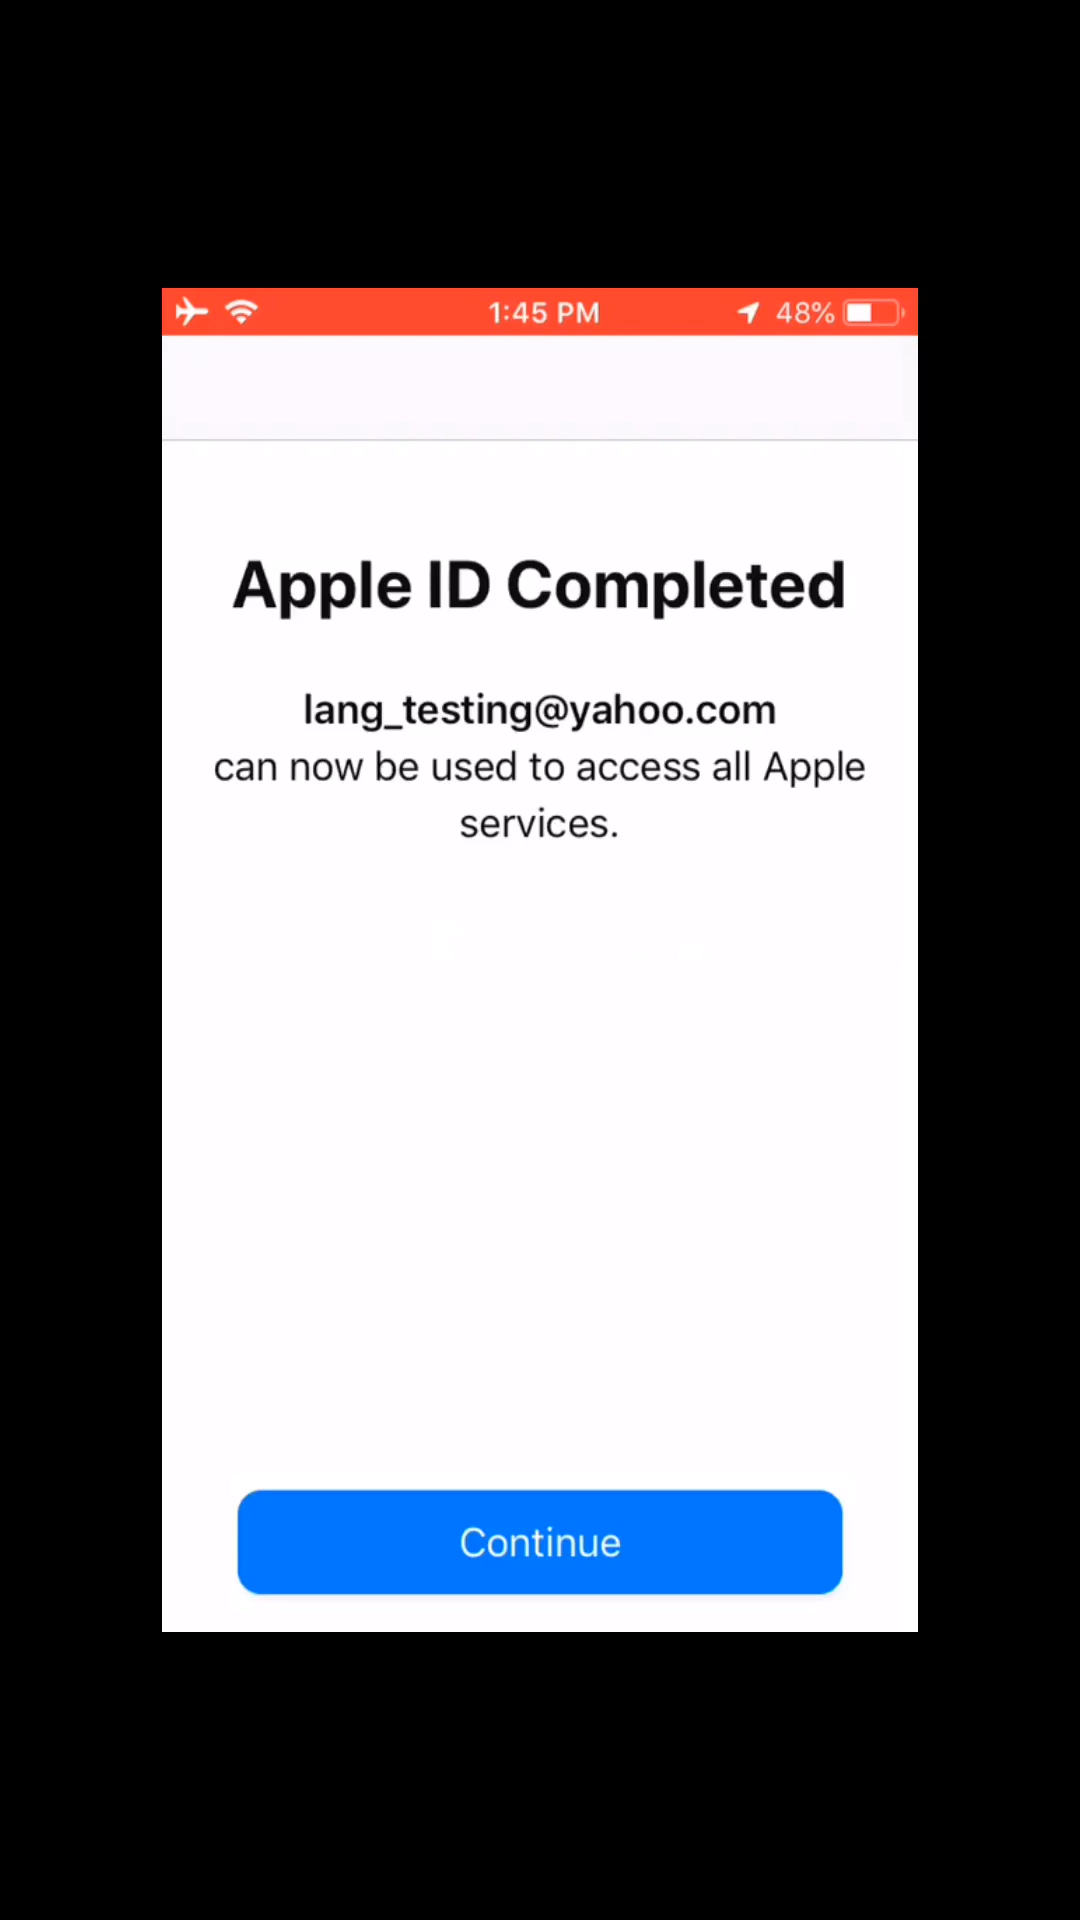 1:45 PM 48%
Apple ID Completed
lang_testing@yahoo.com
can now be used to access all Apple
services.
Continue